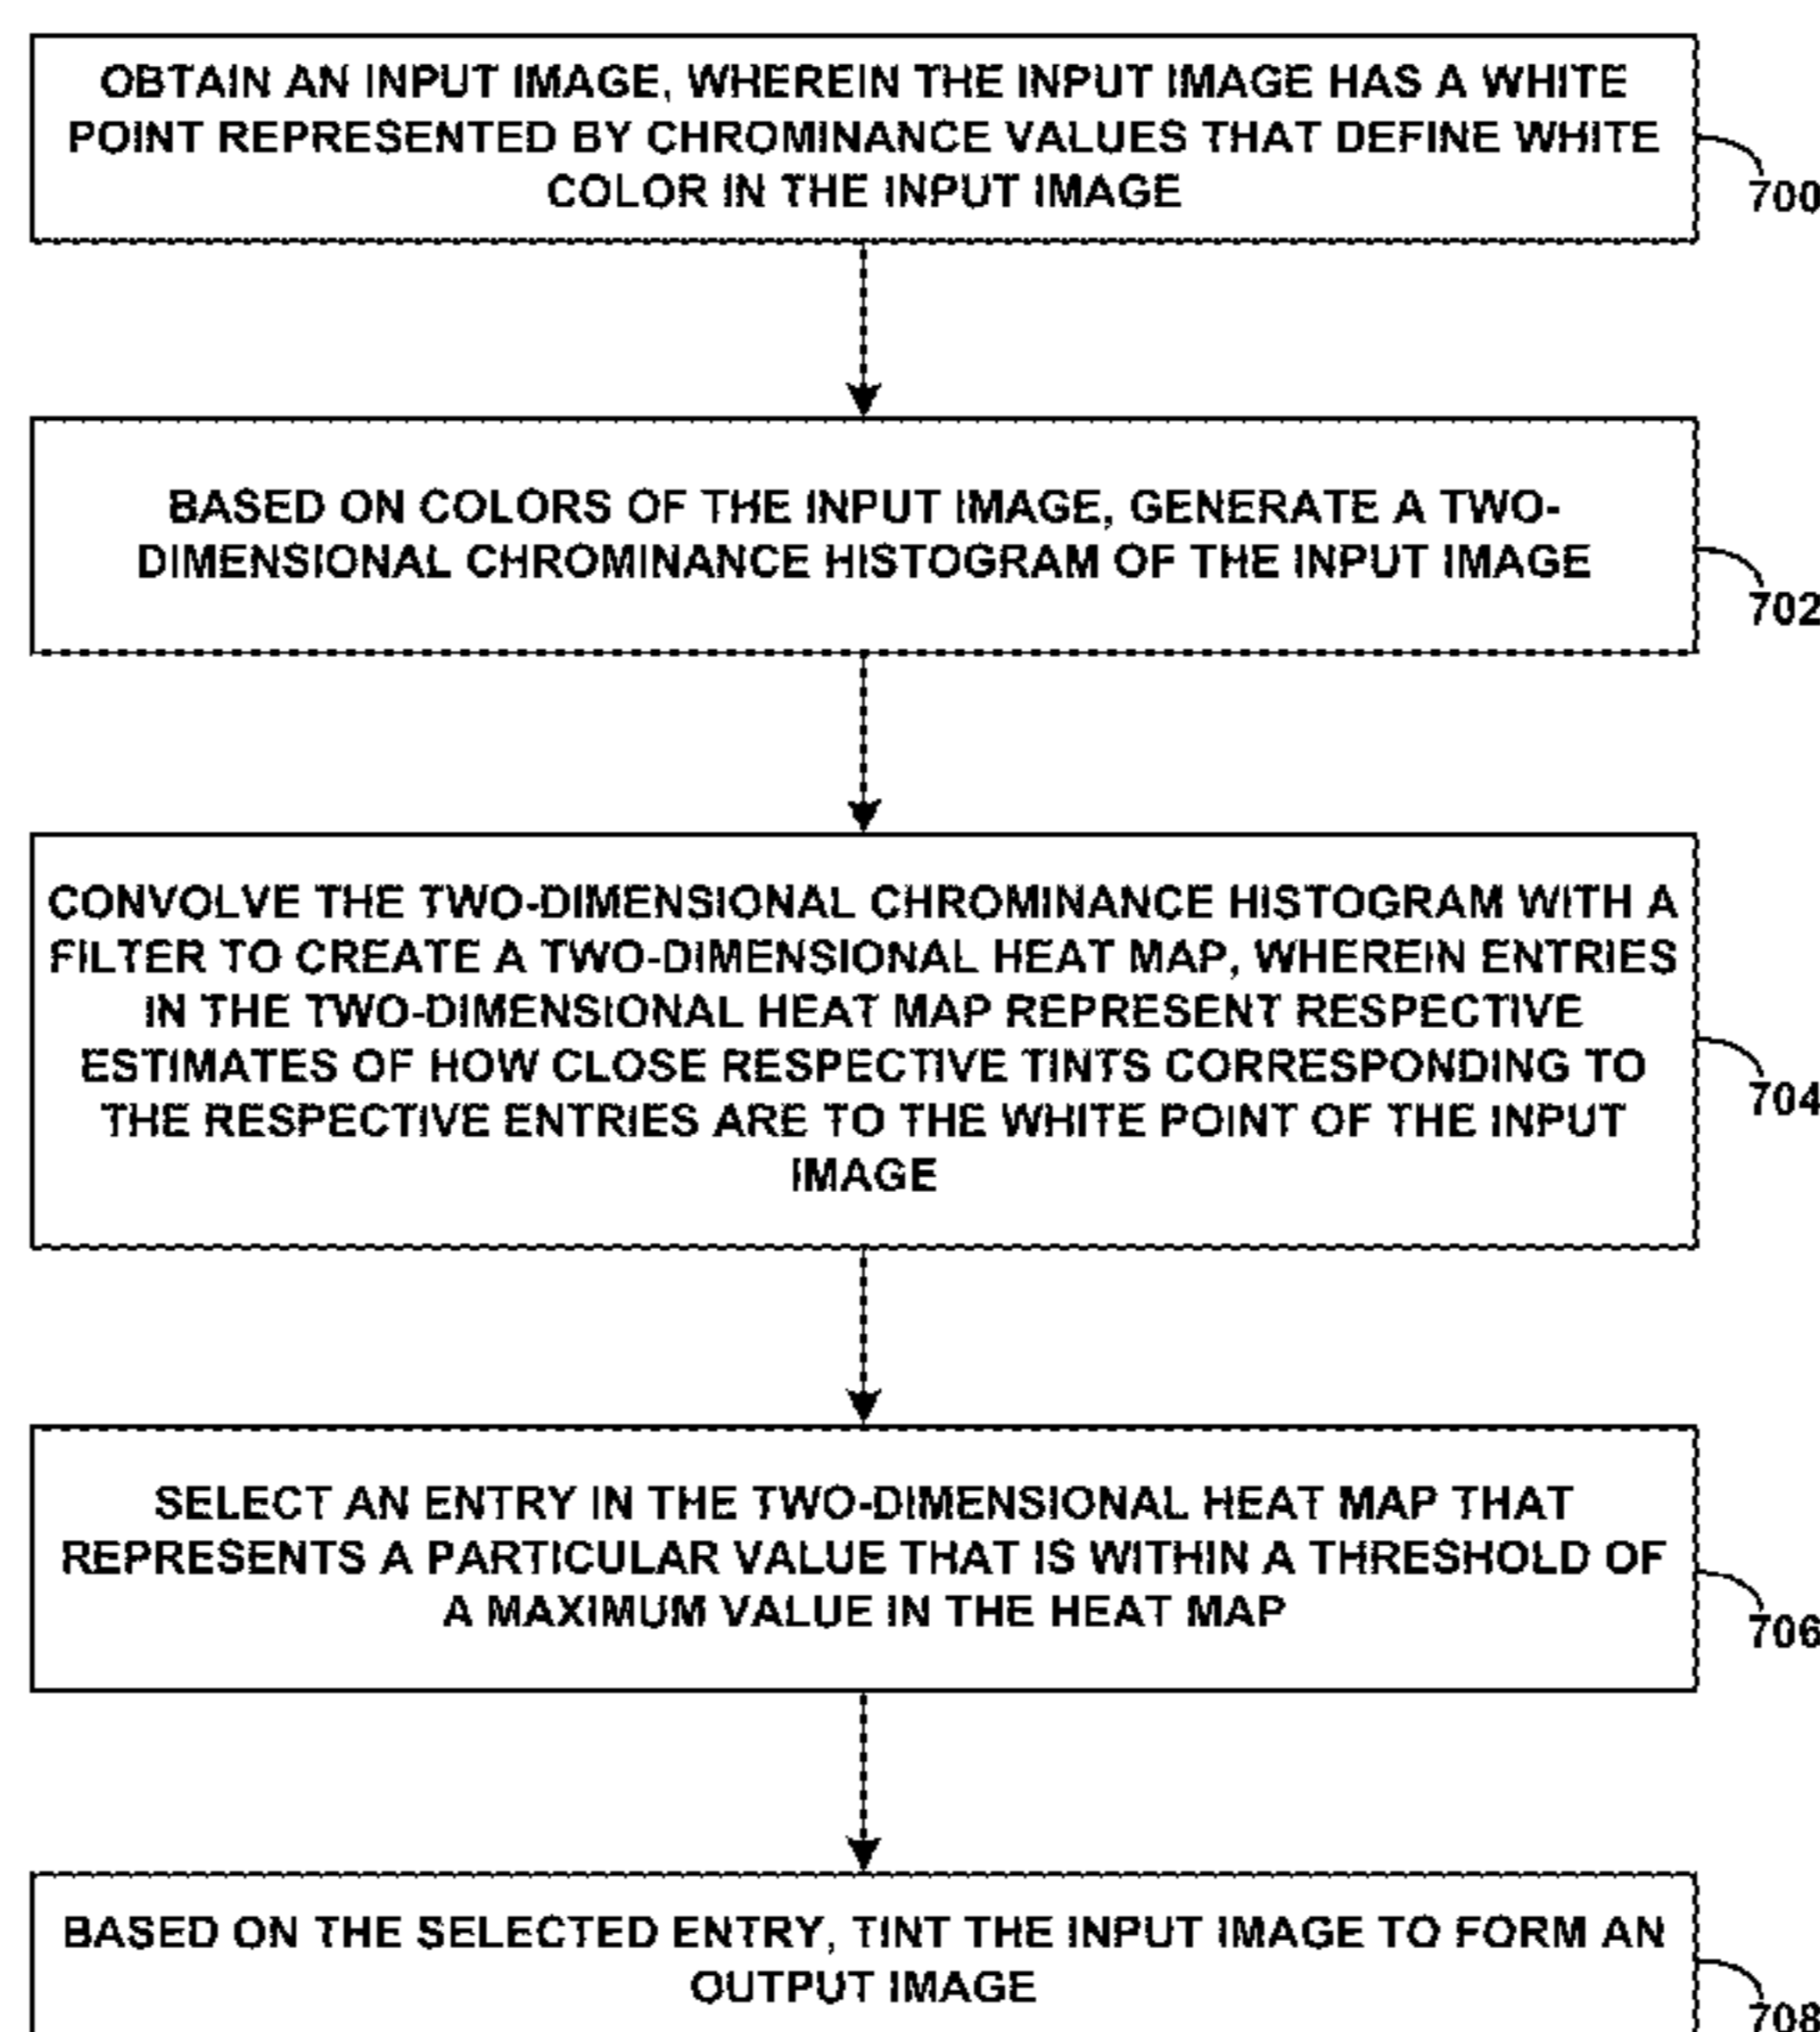 OBTAIN AN INPUT IMAGE, WHEREIN THE INPUT IMAGE HAS A WHITE
POINT REPRESENTED BY CHROMINANCE VALUES THAT DEFINE WHITE
COLOR IN THE INPUT IMAGE
700
BASED ON COLORS OF THE INPUT IMAGE, GENERATE A TWO-
DIMENSIONAL CHROMINANCE HISTOGRAM OF THE INPUT IMAGE
702
CONVOLVE THE TWO-DIMENSIONAL CHROMINANCE HISTOGRAM WITH A
FILTER TO CREATE A TWO-DIMENSIONAL HEAT MAP, WHEREIN ENTRIES
IN THE TWO-DIMENSIONAL HEAT MAP REPRESENT RESPECTIVE
ESTIMATES OF HOW CLOSE RESPECTIVE TINTS CORRESPONDING TO
THE RESPECTIVE ENTRIES ARE TO THE WHITE POINT OF THE INPUT
IMAGE
704
SELECT AN ENTRY IN THE TWO-DIMENSIONAL HEAT MAP THAT
REPRESENTS A PARTICULAR VALUE THAT IS WITHIN A THRESHOLD OF
A MAXIMUM VALUE IN THE HEAT MAP
706
BASED ON THE SELECTED ENTRY, TINT THE INPUT IMAGE TO FORM AN
OUTPUT IMAGE
708